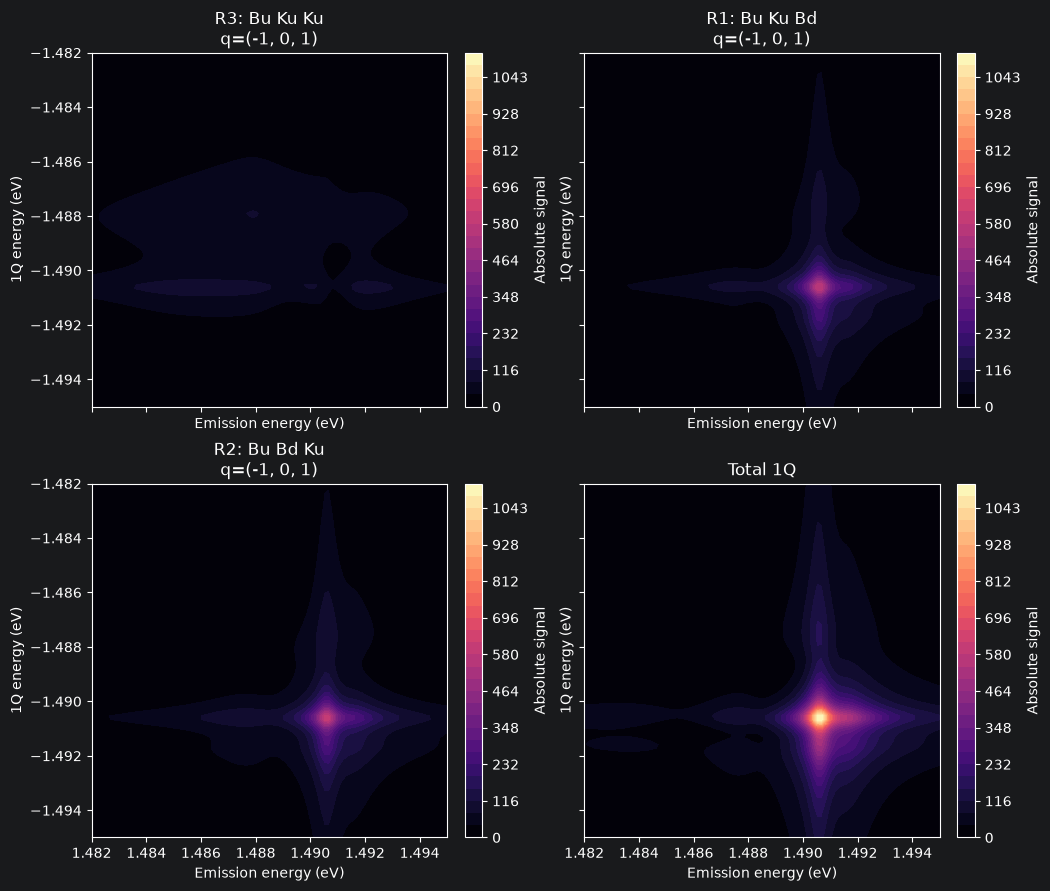 R3: Bu Ku Ku
q=(-1, 0, 1)
R1: Bu Ku Bd
q=(-1, 0, 1)
1Q energy (eV)
−1.482
−1.484
−1.486
−1.488
−1.490
−1.492
−1.494
Emission energy (eV)
1043
928
812
696
580
464
348
232
116
0
Absolute signal
1Q energy (eV)
Emission energy (eV)
1043
928
812
696
580
464
348
232
116
0
Absolute signal
R2: Bu Bd Ku
q=(-1, 0, 1)
Total 1Q
1Q energy (eV)
−1.482
−1.484
−1.486
−1.488
−1.490
−1.492
−1.494
1.482 1.484 1.486 1.488 1.490 1.492 1.494
Emission energy (eV)
1043
928
812
696
580
464
348
232
116
0
Absolute signal
1Q energy (eV)
1.482 1.484 1.486 1.488 1.490 1.492 1.494
Emission energy (eV)
1043
928
812
696
580
464
348
232
116
0
Absolute signal